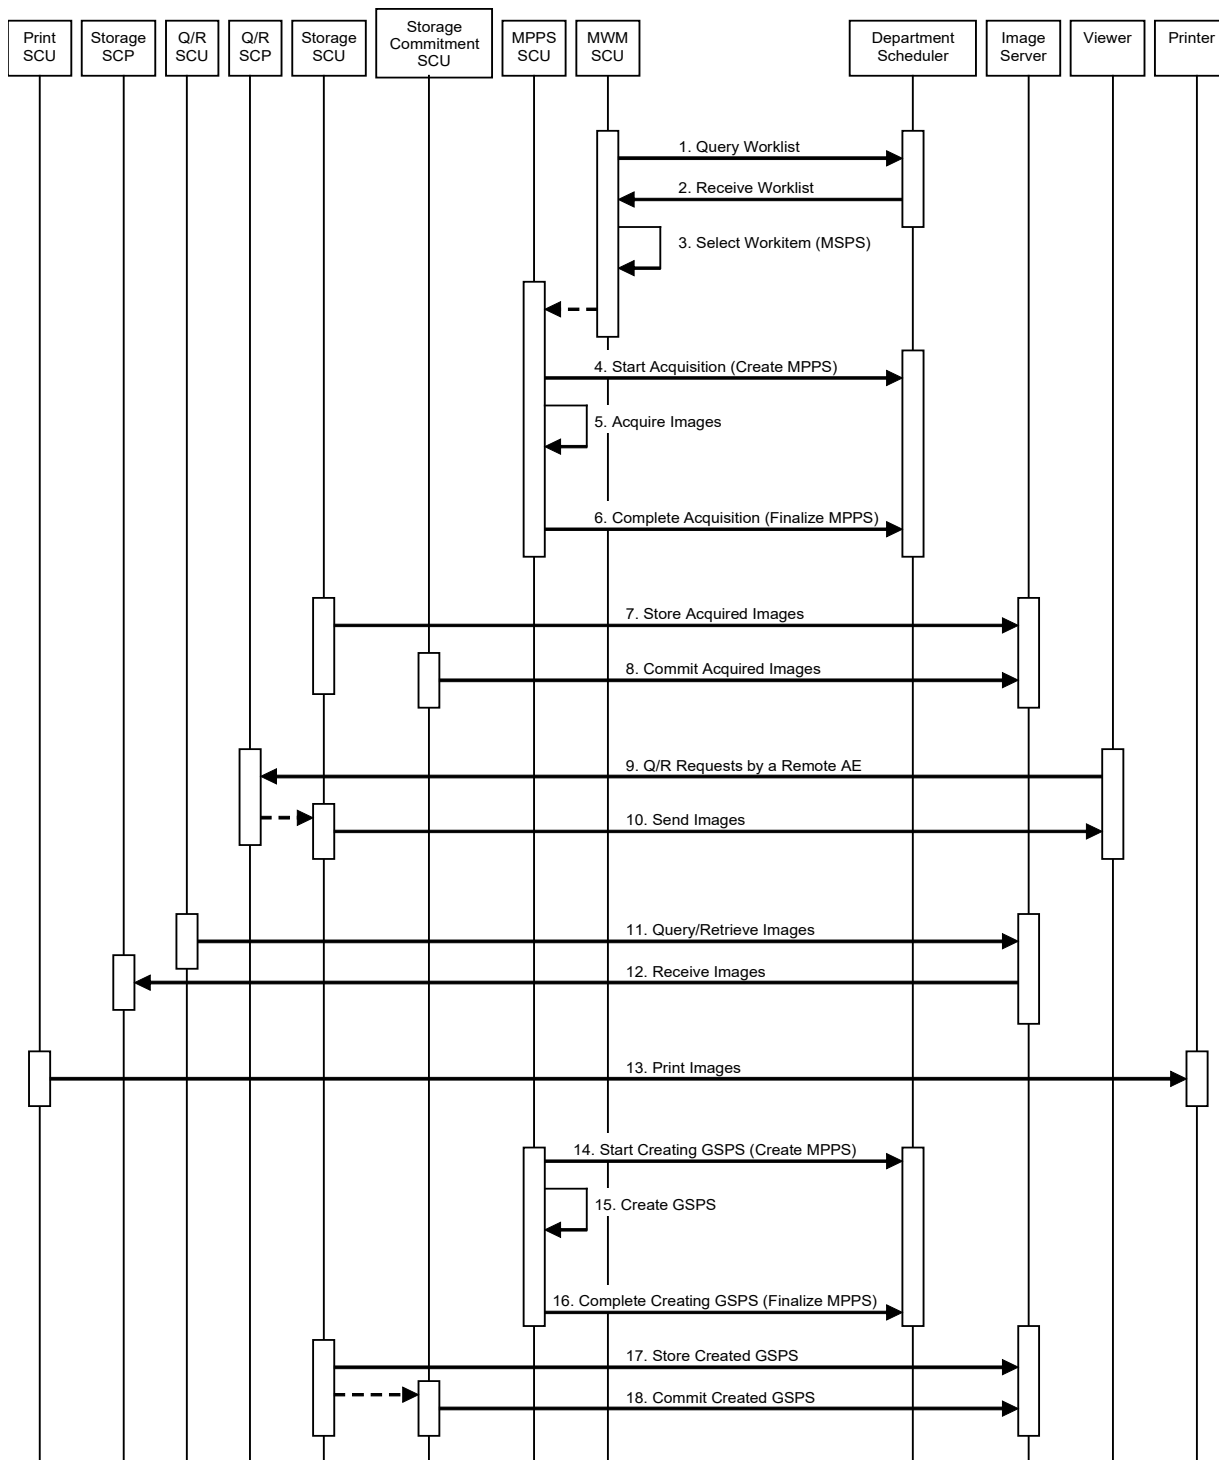 Print
SCU
Storage
SCP
Q/R
SCU
Q/R
SCP
Storage
SCU
Storage
Commitment
SCU
MPPS
SCU
MWM
SCU
Department
Scheduler
Image
Server
Viewer
Printer
1. Query Worklist
2. Receive Worklist
3. Select Workitem (MSPS)
4. Start Acquisition (Create MPPS)
5. Acquire Images
6. Complete Acquisition (Finalize MPPS)
7. Store Acquired Images
8. Commit Acquired Images
9. Q/R Requests by a Remote AE
10. Send Images
11. Query/Retrieve Images
12. Receive Images
13. Print Images
14. Start Creating GSPS (Create MPPS)
15. Create GSPS
16. Complete Creating GSPS (Finalize MPPS)
17. Store Created GSPS
18. Commit Created GSPS